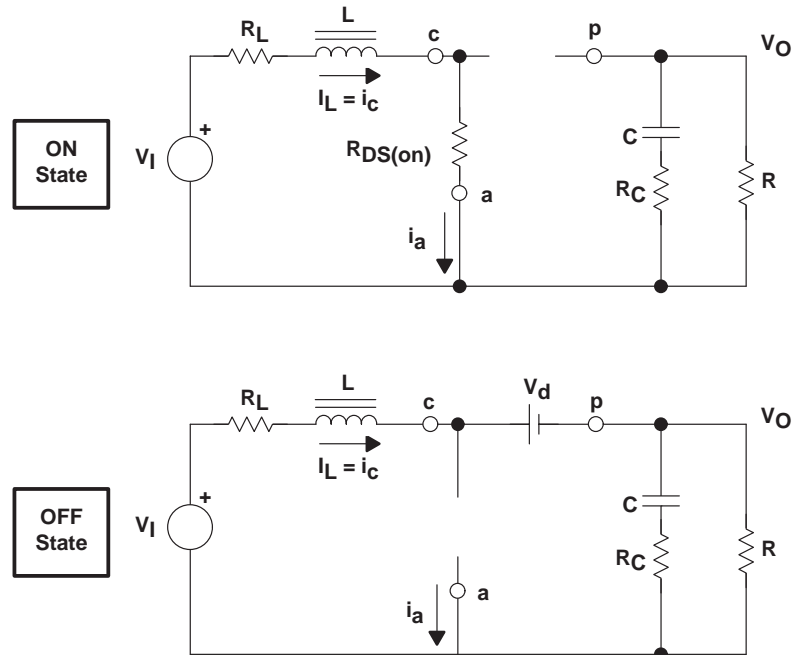 L
RL
c
p
VO
IL = ic
ON
State
VI
+
RDS(on)
C
a
RC
R
ia
Vd
L
RL
c
p
VO
IL = ic
OFF
State
VI
+
C
RC
R
a
ia